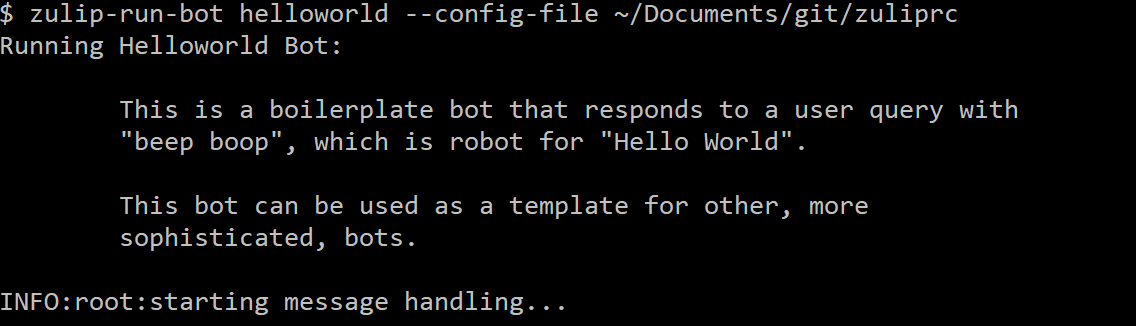 $ zulip-run-bot helloworld --config-file ~/Documents/git/zuliprc
Running Helloworld Bot:
This is a boilerplate bot that responds to a user query with
"beep boop", which is robot for "Hello World".
This bot can be used as a template for other, more
sophisticated, bots.
INFO:root:starting message handling...